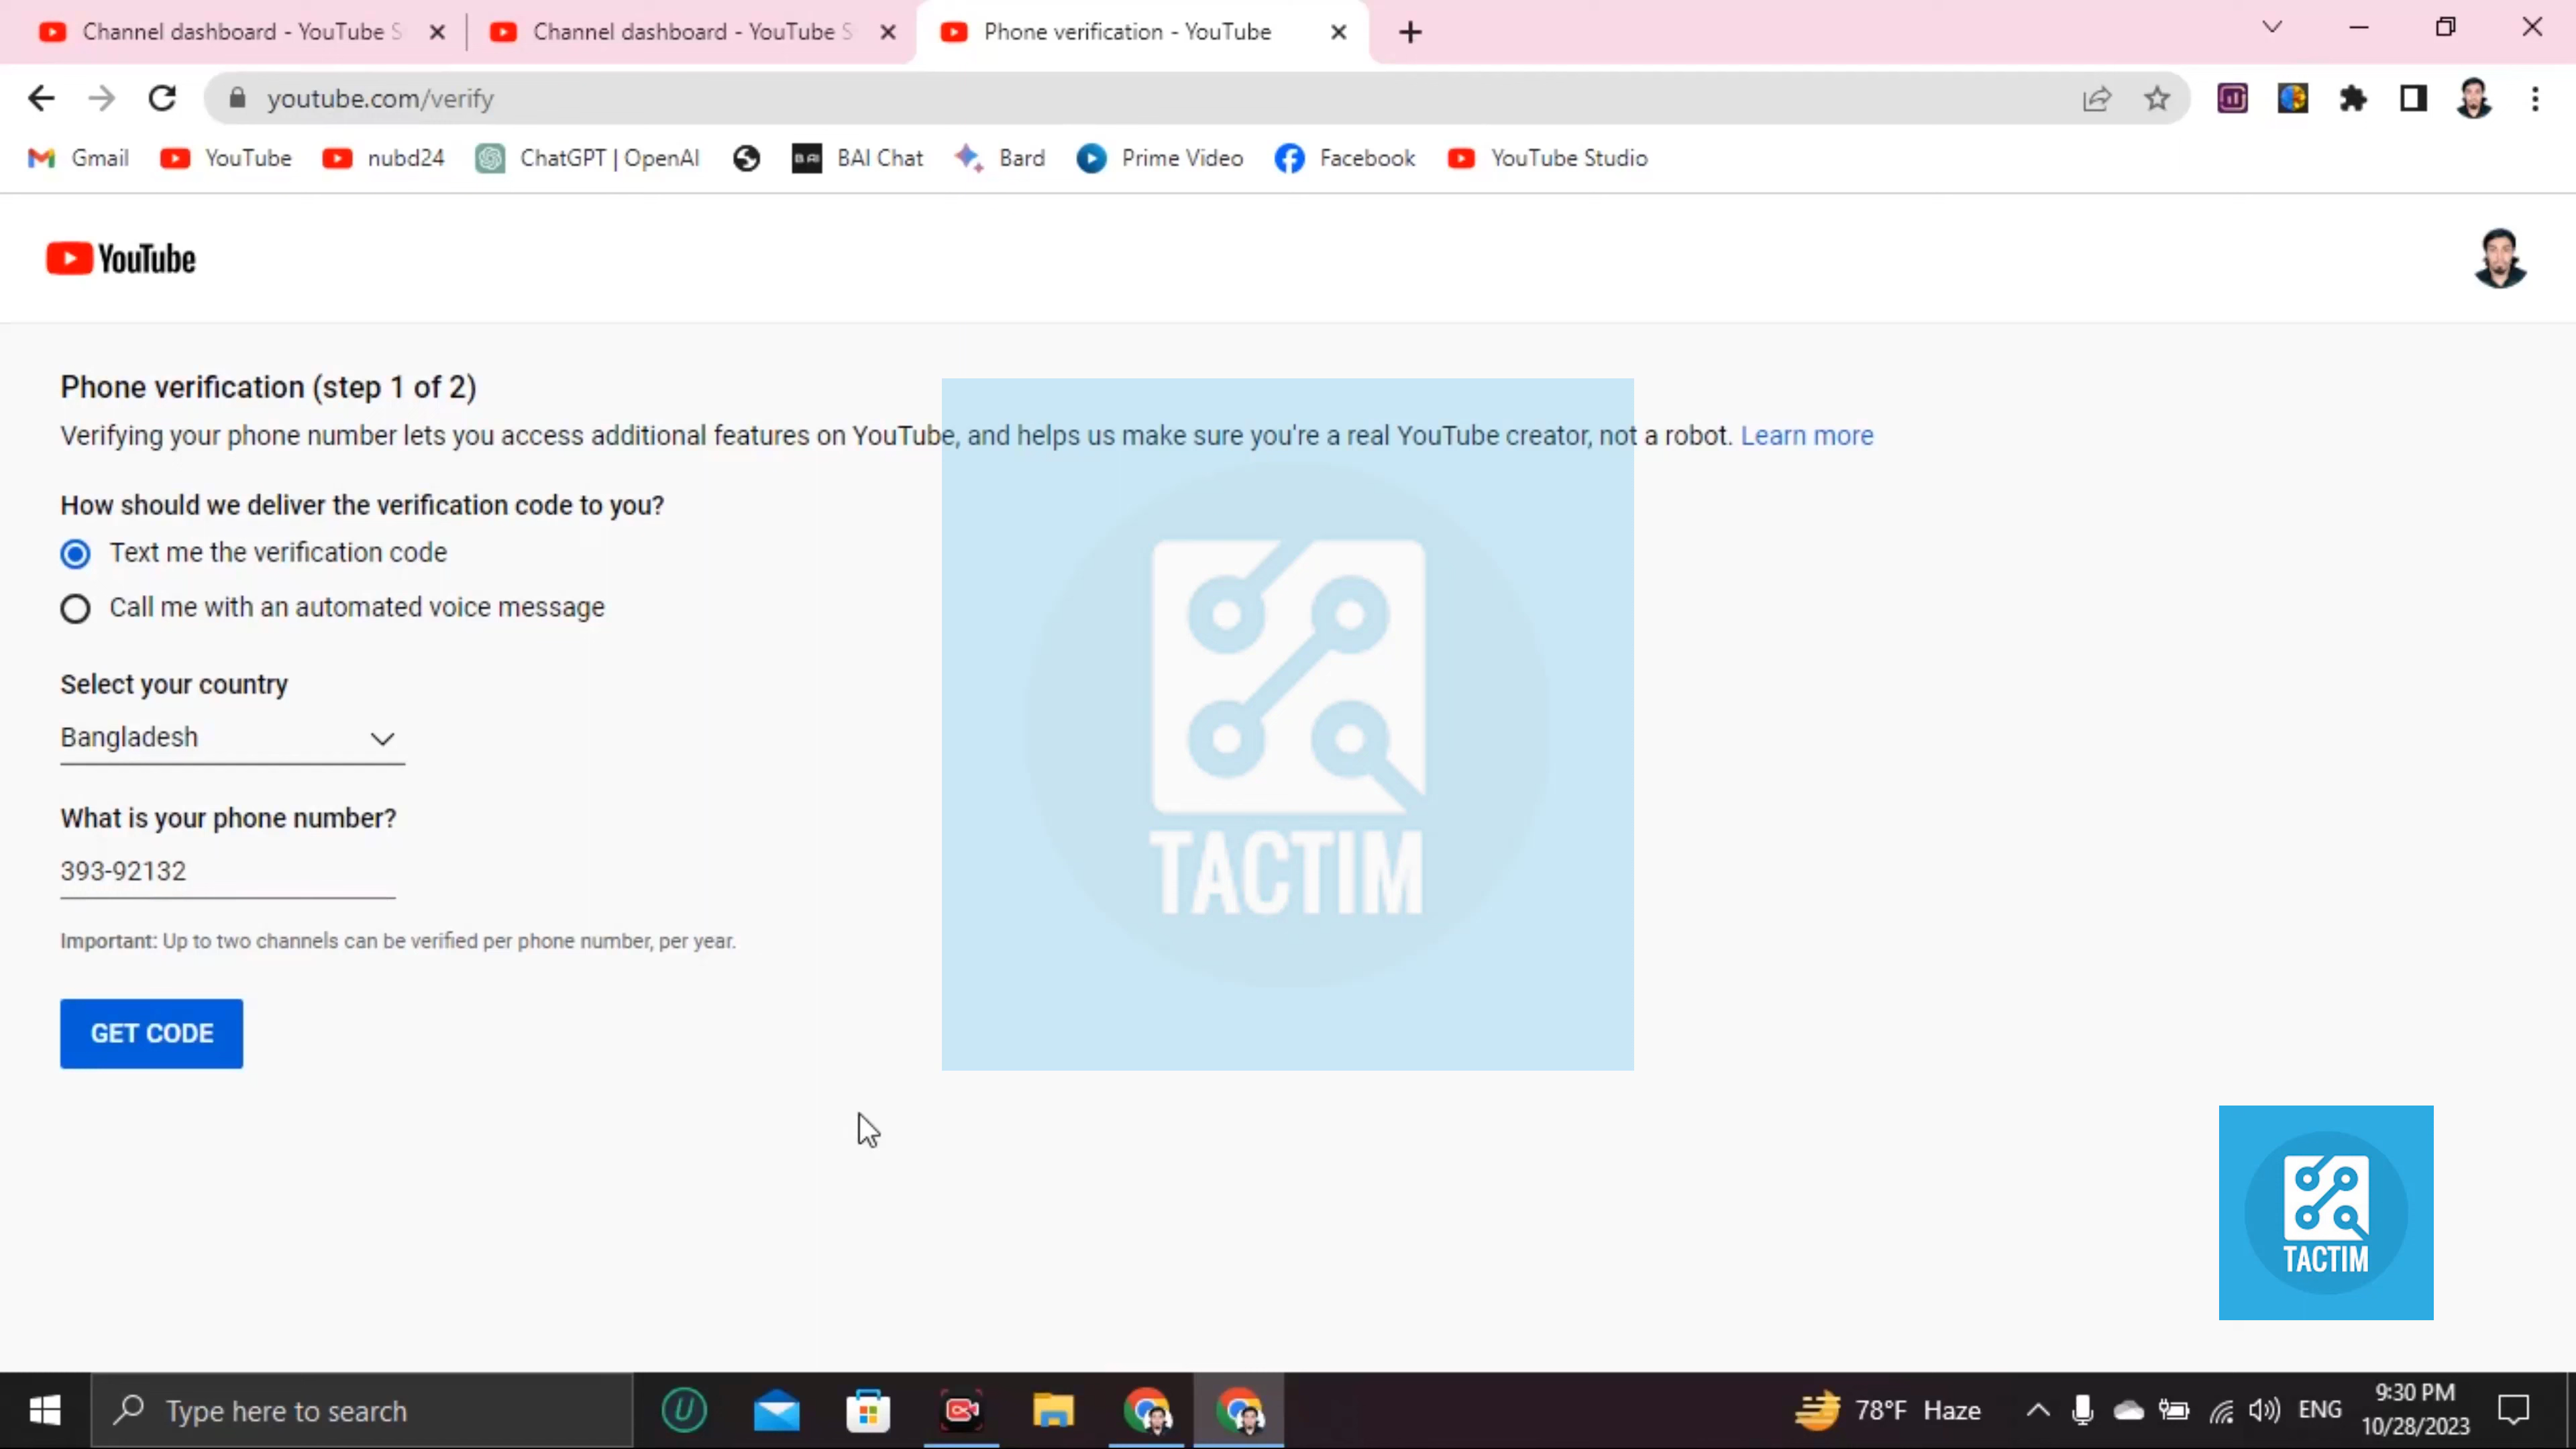 Channel dashboard - YouTube S
Channel dashboard - YouTube S
Phone verification - YouTube
youtube.com/verify
Gmail
YouTube
nubd24
ChatGPT | OpenAI
BAI
BAI Chat
Bard
Prime Video
Facebook
YouTube Studio
YouTube
Phone verification (step 1 of 2)
Verifying your phone number lets you access additional features on YouTube, and helps us make sure you're a real YouTube creator, not a robot. Learn more
How should we deliver the verification code to you?
Text me the verification code
Call me with an automated voice message
Select your country
Bangladesh
What is your phone number?
393-92132
Important: Up to two channels can be verified per phone number, per year.
GET CODE
TACTIM
TACTIM
Type here to search
U
78°F Haze
ENG
9:30 PM
10/28/2023